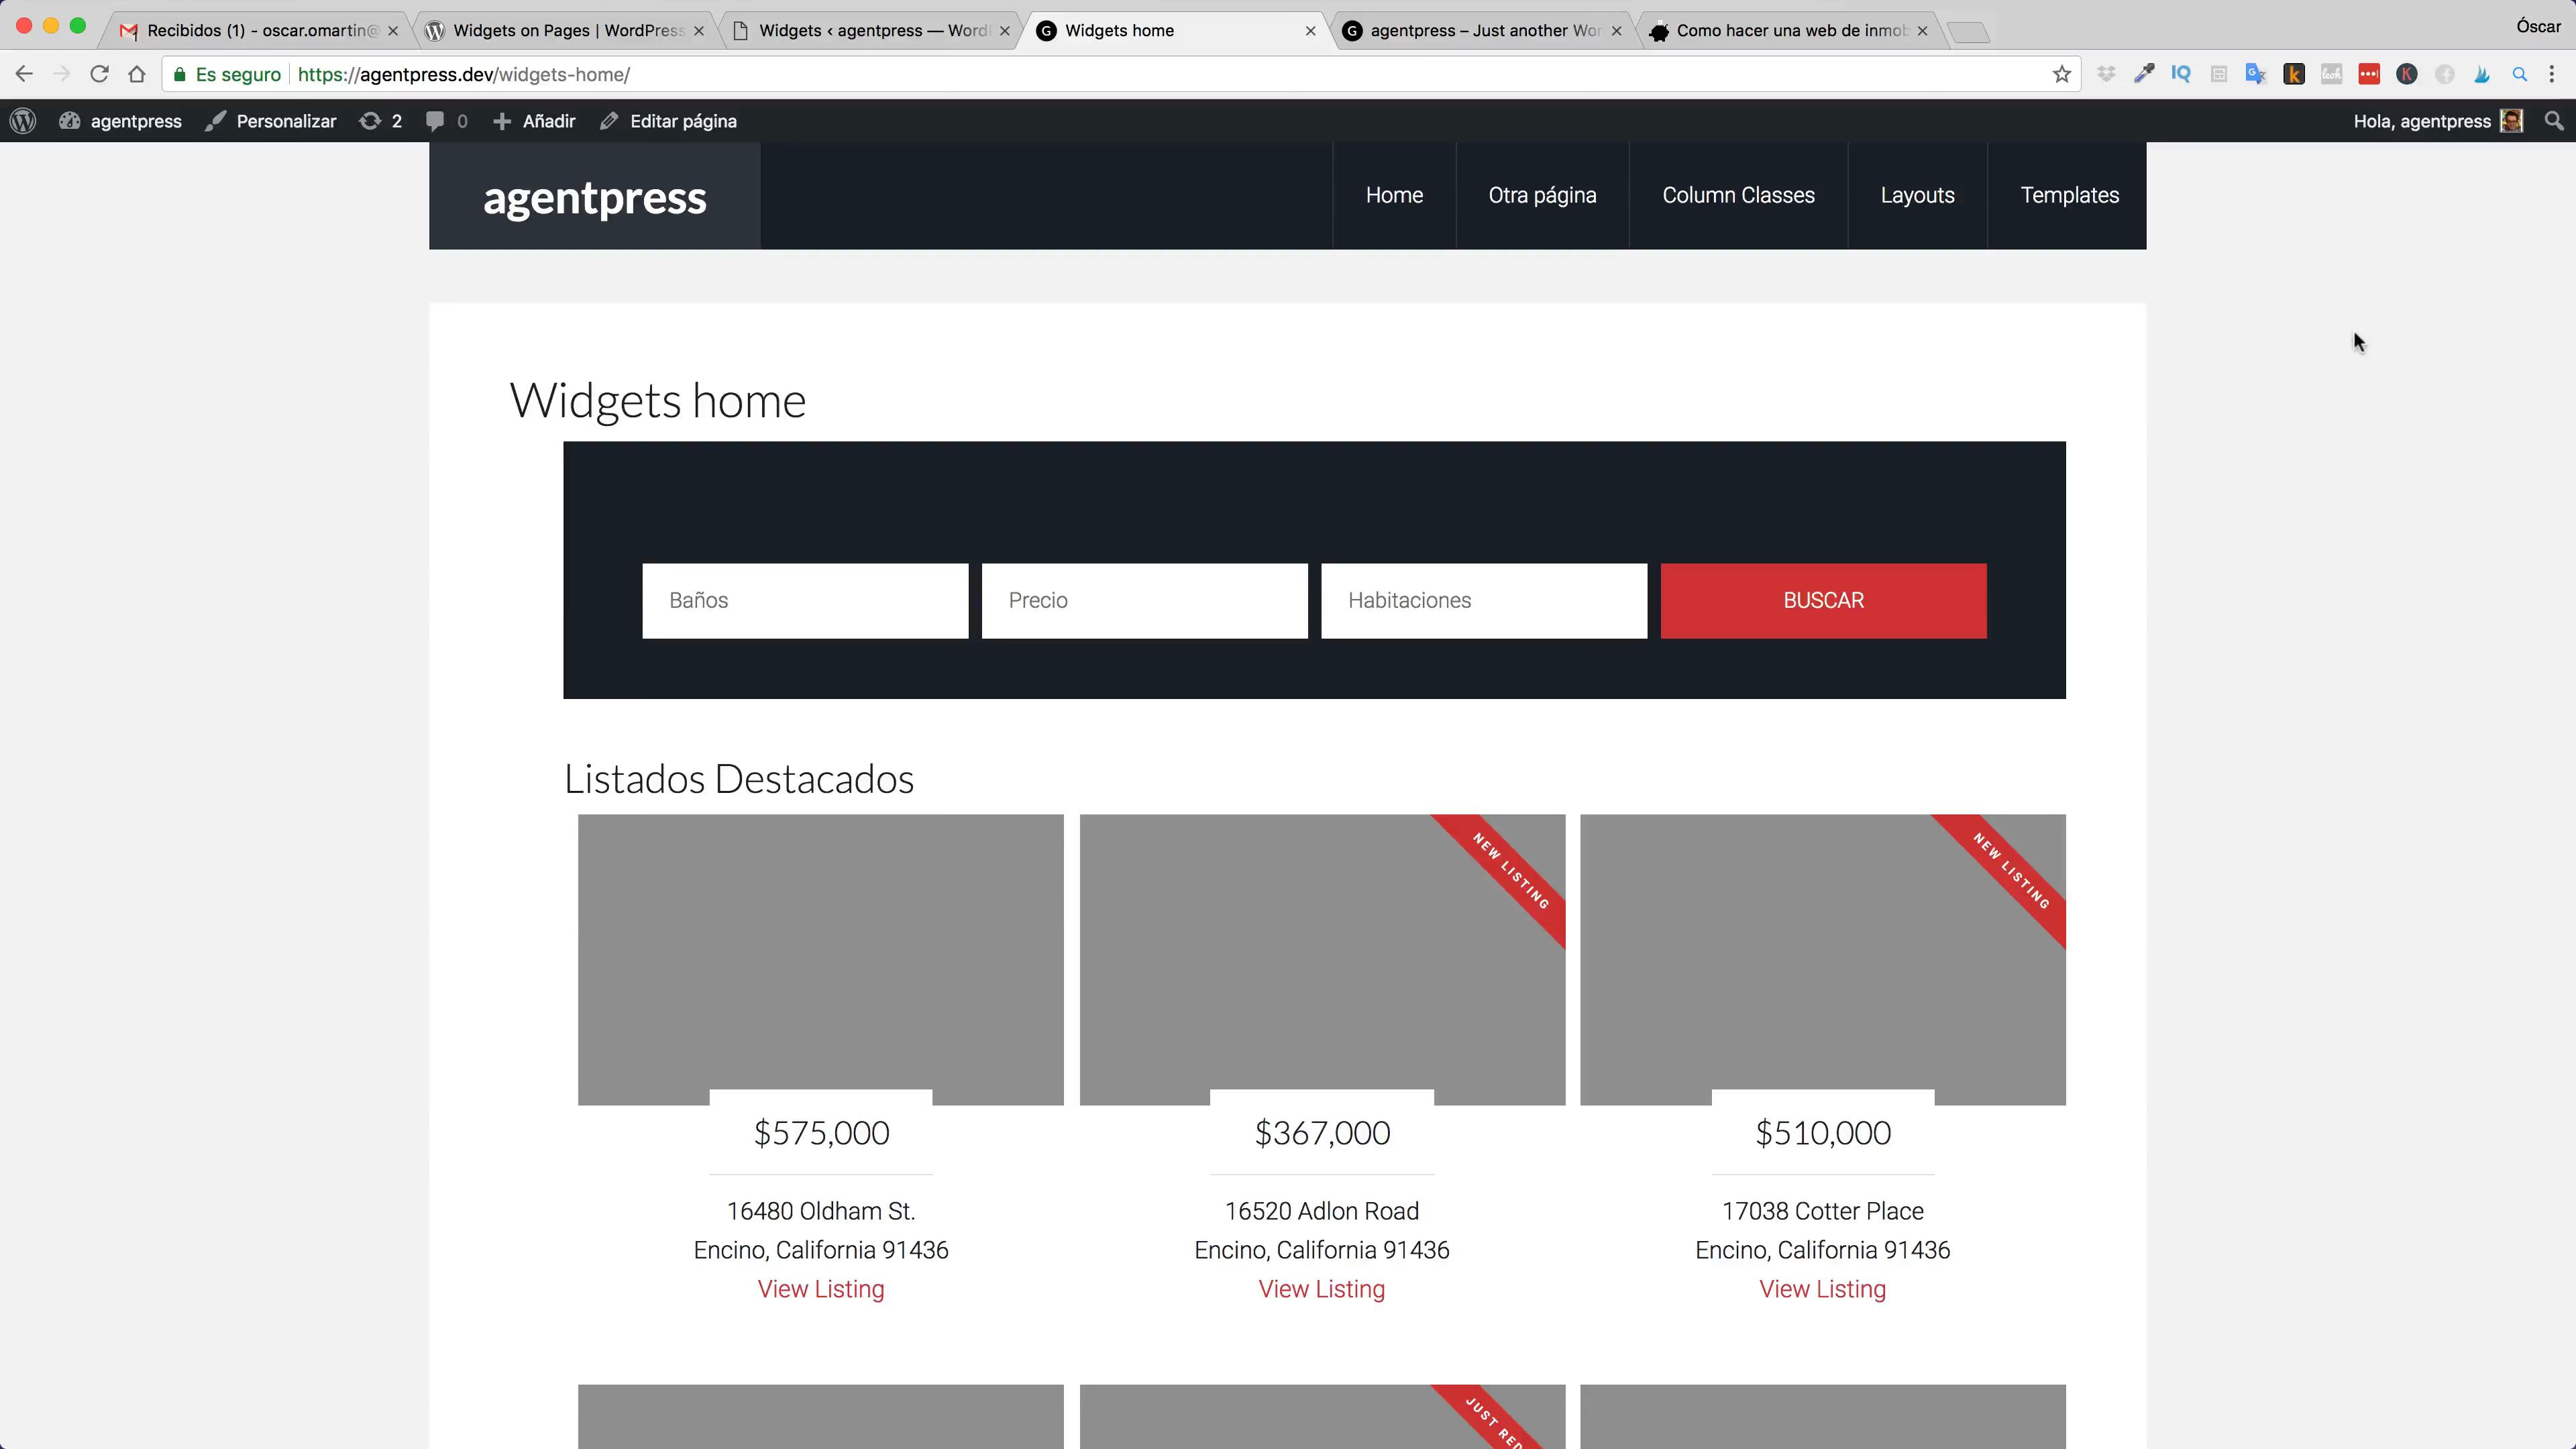 Recibidos (1) - oscar.omartin@
Widgets on Pages | WordPress
Widgets ‹ agentpress — Word
Widgets home
agentpress – Just another Wor
Como hacer una web de inmob
Óscar
Es seguro
https://agentpress.dev/widgets-home/
agentpress
Personalizar
2
0
Añadir
Editar página
Hola, agentpress
agentpress
Home
Otra página
Column Classes
Layouts
Templates
Widgets home
Baños
Precio
Habitaciones
BUSCAR
Listados Destacados
NEW LISTING
NEW LISTING
$575,000
$367,000
$510,000
16480 Oldham St.
16520 Adlon Road
17038 Cotter Place
Encino, California 91436
Encino, California 91436
Encino, California 91436
View Listing
View Listing
View Listing
JUST RED